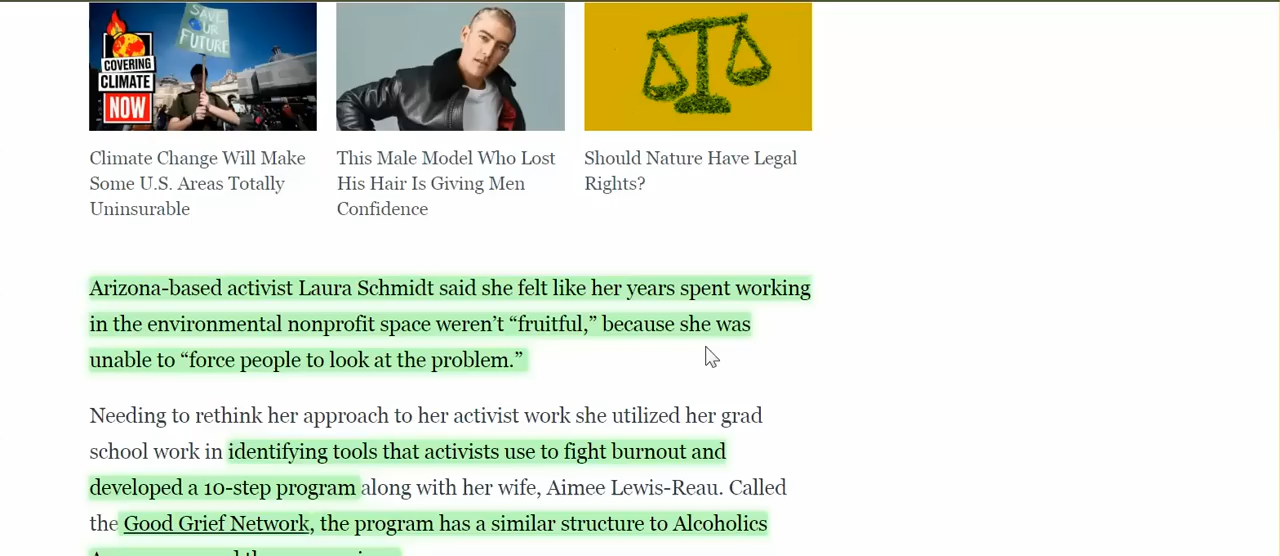 SAVE
OUR
FUTURE
COVERING
CLIMATE
NOW
Climate Change Will Make
Some U.S. Areas Totally
Uninsurable
This Male Model Who Lost
His Hair Is Giving Men
Confidence
Should Nature Have Legal
Rights?
Arizona-based activist Laura Schmidt said she felt like her years spent working
in the environmental nonprofit space weren’t “fruitful,” because she was
unable to “force people to look at the problem.”
Needing to rethink her approach to her activist work she utilized her grad
school work in identifying tools that activists use to fight burnout and
developed a 10-step program along with her wife, Aimee Lewis-Reau. Called
the Good Grief Network, the program has a similar structure to Alcoholics